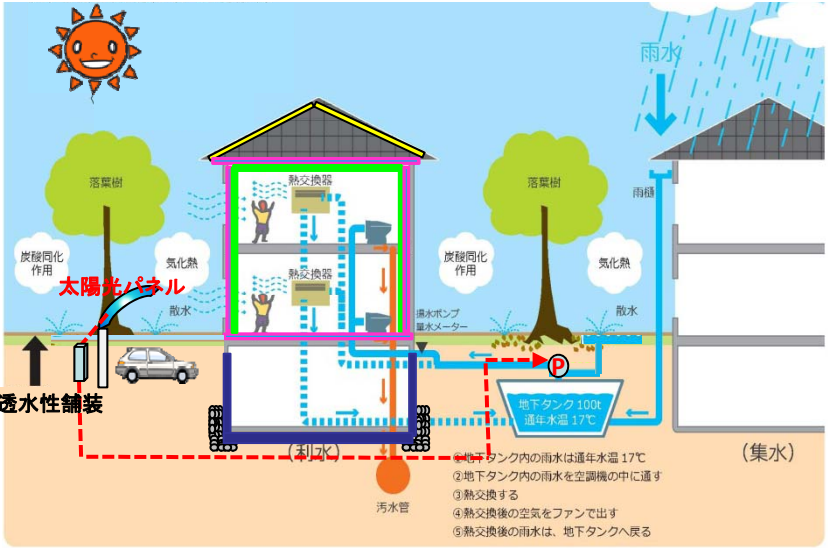 雨水
落葉樹
熱交換器
落葉樹
雨樋
炭酸同化
作用
気化熱
炭酸同化
作用
気化熱
太陽光パネル
熱交換器
散水
揚水ポンプ
量水メーター
散水
P
透水性舗装
地下タンク 100t
通年水温 17℃
(利水)
(集水)
汚水管
①地下タンク内の雨水は通年水温 17℃
②地下タンク内の雨水を空調機の中に通す
③熱交換する
④熱交換後の空気をファンで出す
⑤熱交換後の雨水は、地下タンクへ戻る